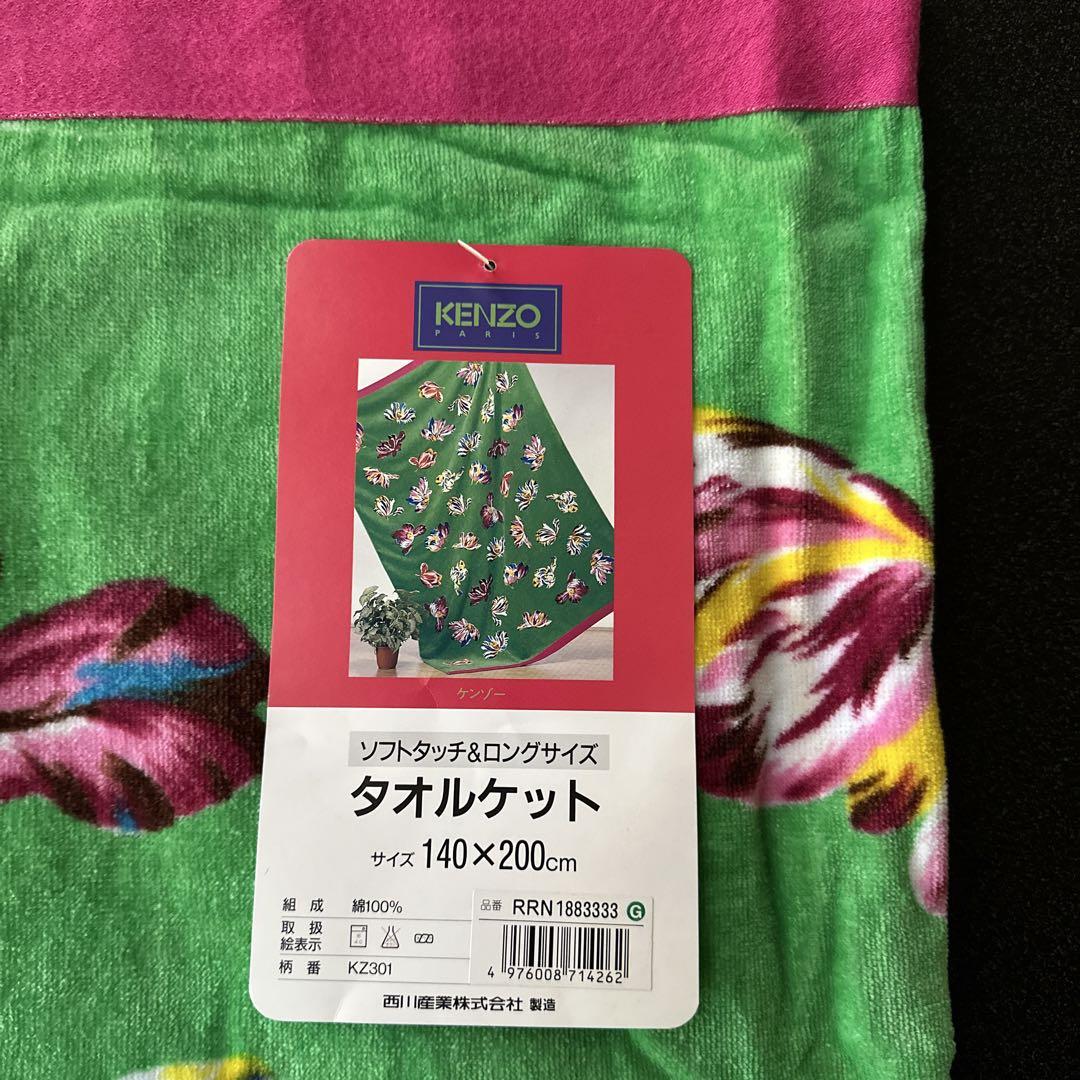 KENZO
PARIS
ケンゾー
ソフトタッチ&ロングサイズ
タオルケット
サイズ 140×200cm
組成 綿100%
取扱
絵表示
柄番 KZ301
品番 RRN1883333 G
4 976008 714262
西川産業株式会社 製造